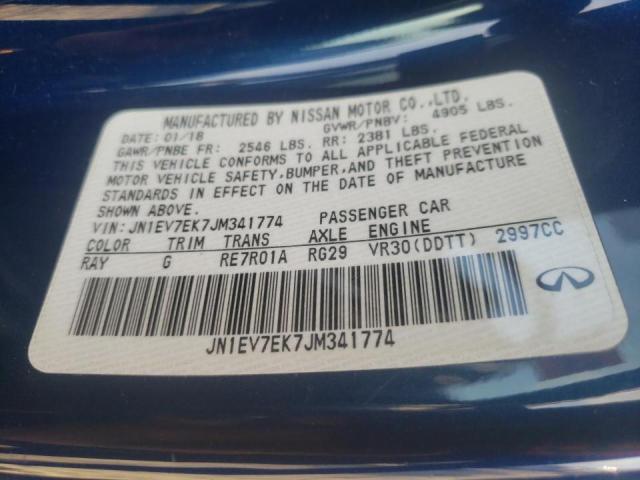 MANUFACTURED BY NISSAN MOTOR CO.,LTD.
DATE: 01/18 GVWR/PNBV: 4905 LBS.
GAWR/PNBE FR: 2546 LBS. RR: 2381 LBS.
THIS VEHICLE CONFORMS TO ALL APPLICABLE FEDERAL
MOTOR VEHICLE SAFETY, BUMPER, AND THEFT PREVENTION
STANDARDS IN EFFECT ON THE DATE OF MANUFACTURE
SHOWN ABOVE.
VIN: JN1EV7EK7JM341774 PASSENGER CAR
COLOR TRIM TRANS AXLE ENGINE
RAY G RE7R01A RG29 VR30(DDTT) 2997CC
JN1EV7EK7JM341774